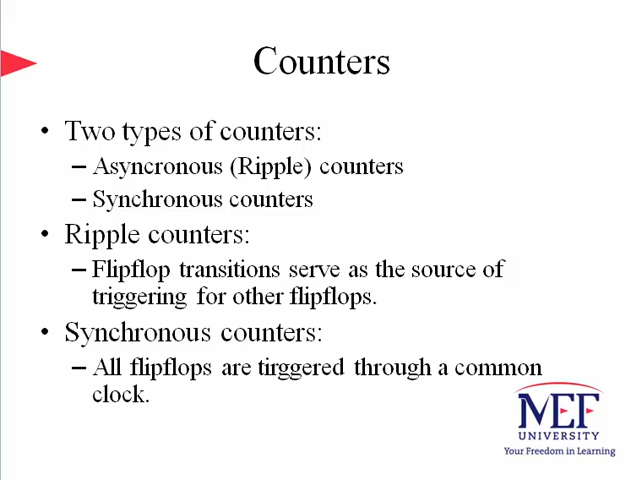 Counters
• Two types of counters:
– Asyncronous (Ripple) counters
– Synchronous counters
• Ripple counters:
– Flipflop transitions serve as the source of
triggering for other flipflops.
• Synchronous counters:
– All flipflops are tirggered through a common
clock.
MEF
UNIVERSITY
Your Freedom in Learning